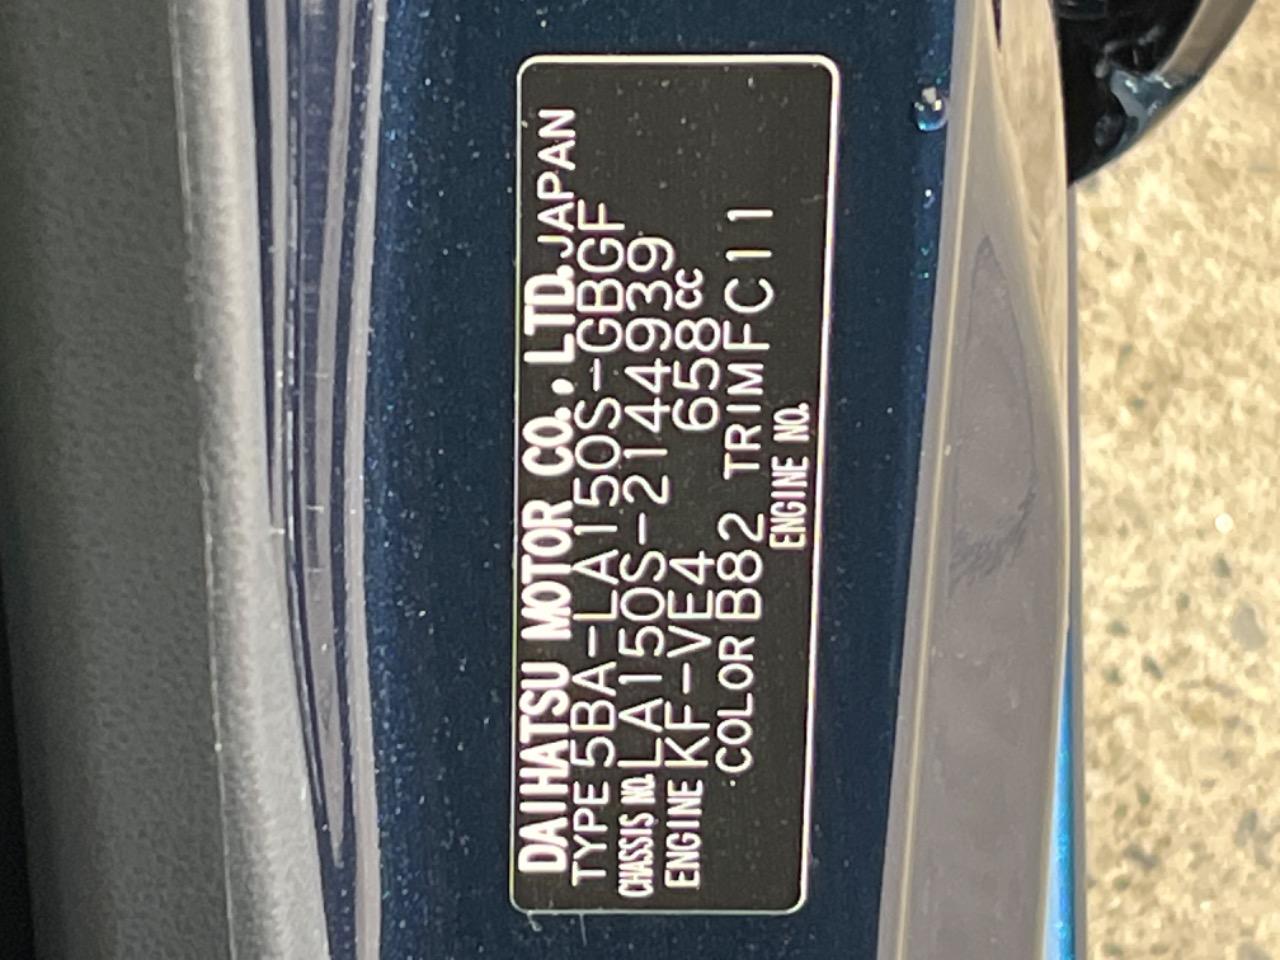 DAIHATSU MOTOR CO., LTD. JAPAN
TYPE 5BA-LA150S-GBGF
CHASSIS NO. LA150S-2144939
ENGINE KF-VE4 658cc
COLOR B82 TRIM FC11
ENGINE NO.